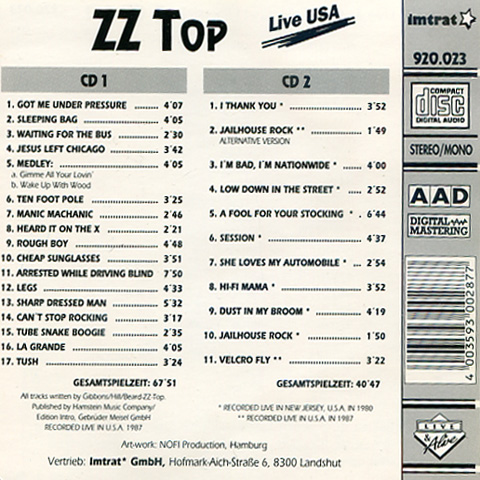 ZZ TOP
Live USA
CD 1
1. GOT ME UNDER PRESSURE ........ 4´07
2. SLEEPING BAG ........ 4´05
3. WAITING FOR THE BUS ........ 2´30
4. JESUS LEFT CHICAGO ........ 3´42
5. MEDLEY: ........ 4´05
a. Gimme All Your Lovin'
b. Wake Up With Wood
6. TEN FOOT POLE ........ 3´25
7. MANIC MACHANIC ........ 2´46
8. HEARD IT ON THE X ........ 2´21
9. ROUGH BOY ........ 4´48
10. CHEAP SUNGLASSES ........ 3´51
11. ARRESTED WHILE DRIVING BLIND 7´50
12. LEGS ........ 4´33
13. SHARP DRESSED MAN ........ 5´32
14. CAN´T STOP ROCKING ........ 3´17
15. TUBE SNAKE BOOGIE ........ 2´35
16. LA GRANDE ........ 4´05
17. TUSH ........ 3´24
GESAMTSPIELZEIT: 67´51
All tracks written by Gibbons/Hill/Beard-ZZ-Top.
Published by Hamstein Music Company/
Edition Intro, Gebrüder Meisel GmbH
RECORDED LIVE IN U.S.A. 1987
CD 2
1. I THANK YOU * ........ 3´52
2. JAILHOUSE ROCK ** ........ 1´49
ALTERNATIVE VERSION
3. I´M BAD, I´M NATIONWIDE * ........ 4´00
4. LOW DOWN IN THE STREET * ........ 2´52
5. A FOOL FOR YOUR STOCKING * . 6´44
6. SESSION * ........ 4´37
7. SHE LOVES MY AUTOMOBILE * ... 2´54
8. HI-FI MAMA * ........ 3´52
9. DUST IN MY BROOM * ........ 4´19
10. JAILHOUSE ROCK * ........ 1´50
11. VELCRO FLY ** ........ 3´22
GESAMTSPIELZEIT: 40´47
* RECORDED LIVE IN NEW JERSEY, U.S.A. IN 1980
** RECORDED LIVE IN U.S.A. IN 1987
Art-work: NOFI Production, Hamburg
Vertrieb: Imtrat* GmbH, Hofmark-Aich-Straße 6, 8300 Landshut
imtrat
920.023
COMPACT
disc
DIGITAL AUDIO
STEREO/MONO
AAD
DIGITAL
MASTERING
4 003593 002877
LIVE
& Alive